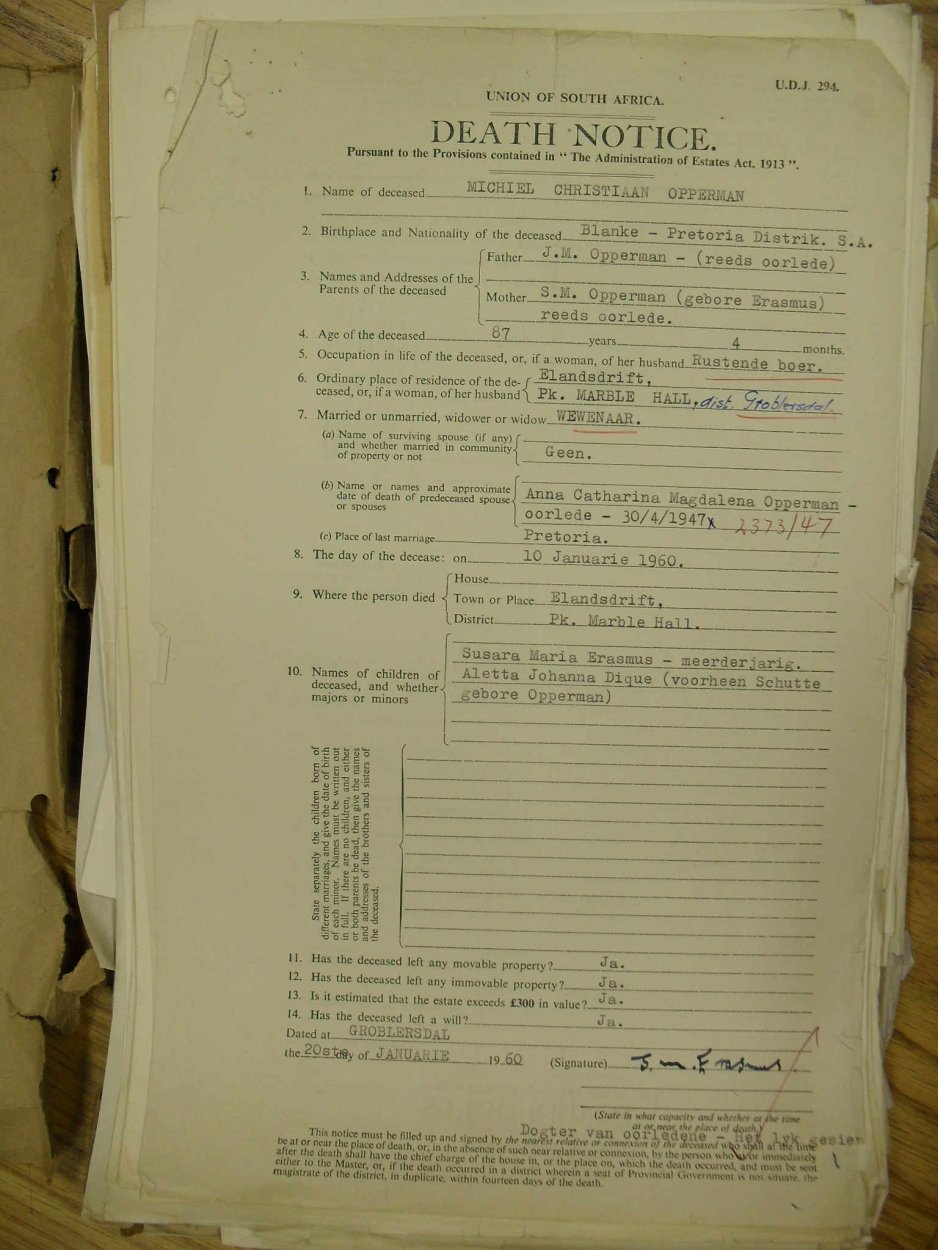 U.D.J. 294.
UNION OF SOUTH AFRICA.
DEATH NOTICE.
Pursuant to the Provisions contained in "The Administration of Estates Act, 1913".
1. Name of deceased MICHIEL CHRISTIAAN OPPERMAN
2. Birthplace and Nationality of the deceased Blanke - Pretoria Distrik. S.A.
3. Names and Addresses of the Parents of the deceased
Father J.M. Opperman - (reeds oorlede)
Mother S.M. Opperman (gebore Erasmus)
reeds oorlede.
4. Age of the deceased 87 years 4 months.
5. Occupation in life of the deceased, or, if a woman, of her husband Rustende boer.
6. Ordinary place of residence of the de- Elandsdrift,
ceased, or, if a woman, of her husband Pk. MARBLE HALL, dist. Groblersdal.
7. Married or unmarried, widower or widow WEWENAAR.
(a) Name of surviving spouse (if any)
and whether married in community
of property or not Geen.
(b) Name or names and approximate
date of death of predeceased spouse
or spouses
Anna Catharina Magdalena Opperman -
oorlede - 30/4/1947x 2373/47
(c) Place of last marriage Pretoria.
8. The day of the decease: on 10 Januarie 1960.
9. Where the person died
House
Town or Place Elandsdrift,
District Pk. Marble Hall.
10. Names of children of
deceased, and whether
majors or minors
Susara Maria Erasmus - meerderjarig.
Aletta Johanna Dique (voorheen Schutte
gebore Opperman)
State separately the children born of
different marriages, and give the date of birth
of each minor. Names must be written out
in full. If there are no children, and either
or both parents be dead, then give the names
and addresses of the brothers and sisters of
the deceased.
11. Has the deceased left any movable property? Ja.
12. Has the deceased left any immovable property? Ja.
13. Is it estimated that the estate exceeds £300 in value? Ja.
14. Has the deceased left a will? Ja.
Dated at GROBLERSDAL
the 20ste day of JANUARIE 1960 (Signature) S. M. Erasmus.
(State in what capacity and whether at the time
at or near the place of death)
Dogter van oorledene - Het lyk gesien
This notice must be filled up and signed by the nearest relative or connexion of the deceased who shall at the time
be at or near the place of death, or, in the absence of such near relative or connexion, by the person who at or immediately
after the death shall have the chief charge of the house in, or the place on, which the death occurred, and must be sent
either to the Master, or, if the death occurred in a district wherein a seat of Provincial Government is not situate, the
magistrate of the district, in duplicate, within fourteen days of the death.